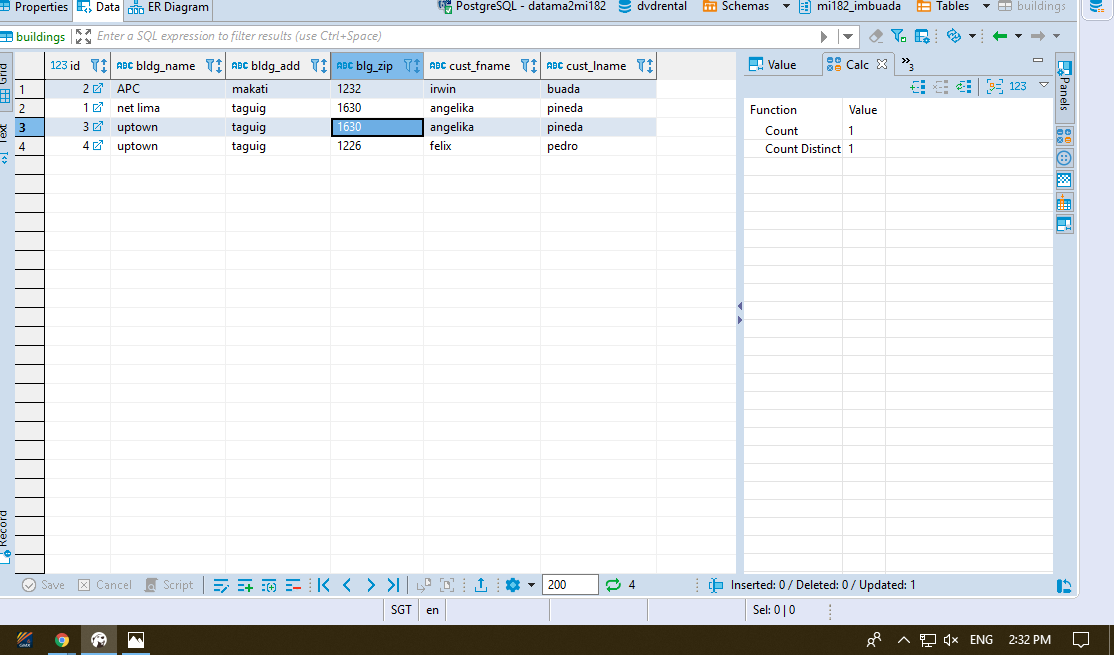 Properties Data ER Diagram PostgreSQL - datama2mi182 dvdrental Schemas mi182_imbuada Tables buildings
buildings Enter a SQL expression to filter results (use Ctrl+Space)
Grid
Text
Record
123 id ABC bldg_name ABC bldg_add ABC blg_zip ABC cust_fname ABC cust_lname
1 2 APC makati 1232 irwin buada
2 1 net lima taguig 1630 angelika pineda
3 3 uptown taguig 1630 angelika pineda
4 4 uptown taguig 1226 felix pedro
Value Calc »3
123
Function Value
Count 1
Count Distinct 1
Panels
Save Cancel Script 200 4 Inserted: 0 / Deleted: 0 / Updated: 1
SGT en Sel: 0 | 0
ENG 2:32 PM